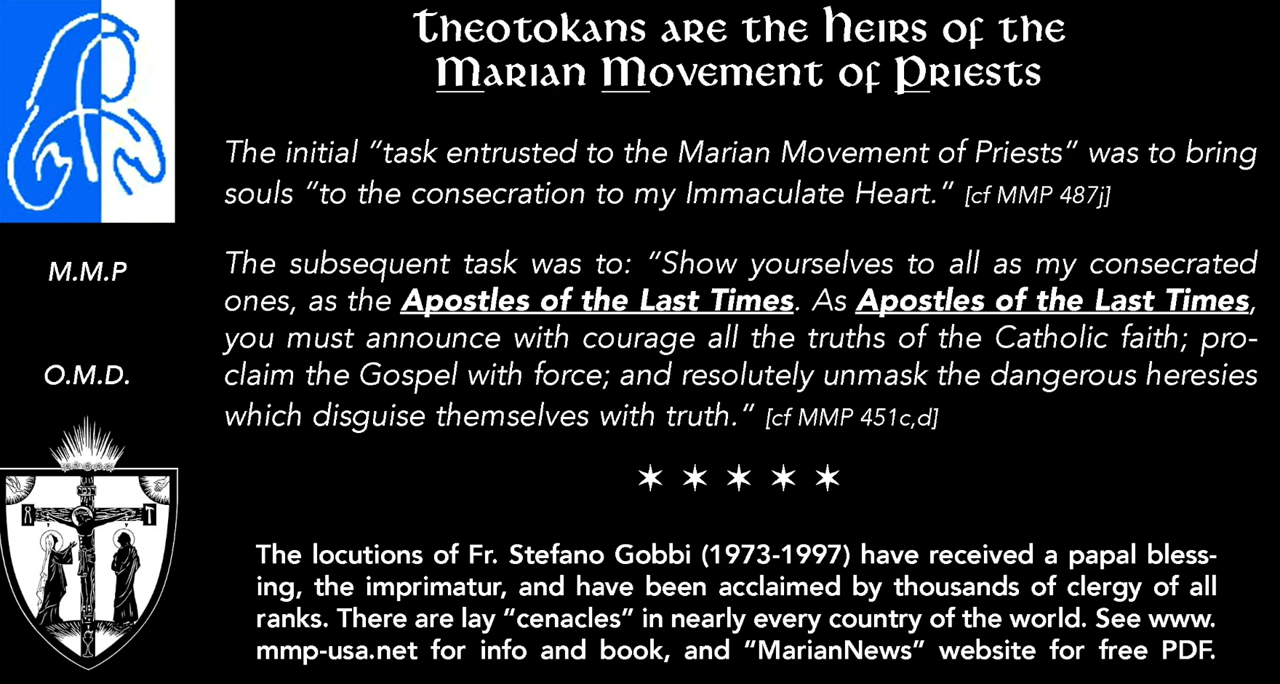 Theotokans are the Heirs of the
Marian Movement of Priests
The initial “task entrusted to the Marian Movement of Priests” was to bring
souls “to the consecration to my Immaculate Heart.” [cf MMP 487j]
M.M.P
The subsequent task was to: “Show yourselves to all as my consecrated
ones, as the Apostles of the Last Times. As Apostles of the Last Times,
you must announce with courage all the truths of the Catholic faith; pro-
claim the Gospel with force; and resolutely unmask the dangerous heresies
which disguise themselves with truth.” [cf MMP 451c,d]
O.M.D.
The locutions of Fr. Stefano Gobbi (1973-1997) have received a papal bless-
ing, the imprimatur, and have been acclaimed by thousands of clergy of all
ranks. There are lay “cenacles” in nearly every country of the world. See www.
mmp-usa.net for info and book, and “MarianNews” website for free PDF.